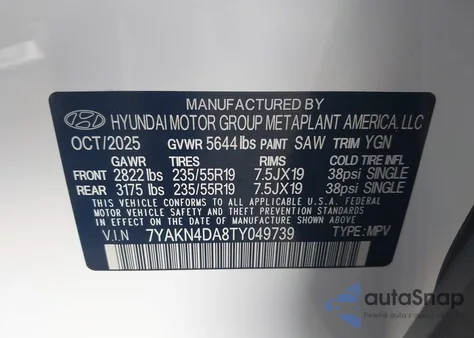 MANUFACTURED BY
HYUNDAI MOTOR GROUP METAPLANT AMERICA, LLC
OCT/2025 GVWR 5644 lbs PAINT SAW TRIM YGN
GAWR TIRES RIMS COLD TIRE INFL
FRONT 2822 lbs 235/55R19 7.5JX19 38psi SINGLE
REAR 3175 lbs 235/55R19 7.5JX19 38psi SINGLE
THIS VEHICLE CONFORMS TO ALL APPLICABLE U.S.A. FEDERAL
MOTOR VEHICLE SAFETY AND THEFT PREVENTION STANDARDS IN
EFFECT ON THE DATE OF MANUFACTURE SHOWN ABOVE.
V.I.N 7YAKN4DA8TY049739 TYPE: MPV
autoSnap